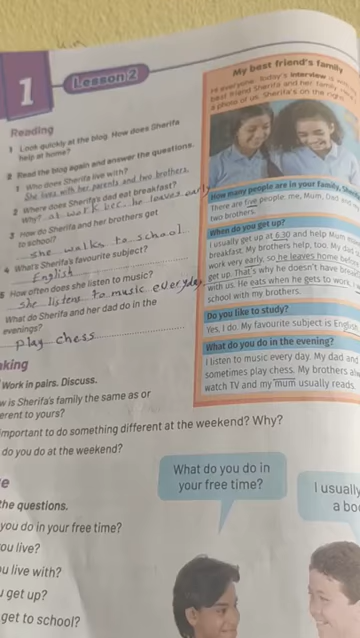 1
Lesson 2
Reading
1 Look quickly at the blog. How does Sherifa
help at home?
2 Read the blog again and answer the questions.
1 Who does Sherifa live with?
She lives with her parents and two brothers.
2 Where does Sherifa's dad eat breakfast?
Why? at work bec. he leaves early
3 How do Sherifa and her brothers get
to school?
she walks to school
4 What's Sherifa's favourite subject?
English
5 How often does she listen to music?
she listens to music everyday
What do Sherifa and her dad do in the
evenings?
play chess
king
Work in pairs. Discuss.
w is Sherifa's family the same as or
erent to yours?
important to do something different at the weekend? Why?
do you do at the weekend?
e
the questions.
you do in your free time?
ou live?
u live with?
u get up?
get to school?
My best friend's family
Hi everyone. Today's interview is
best friend Sherifa and her family
a photo of us. Sherifa's on the right.
How many people are in your family,
There are five people: me, Mum, Dad and
two brothers.
When do you get up?
I usually get up at 6.30 and help Mum
breakfast. My brothers help, too. My dad
work very early, so he leaves home
get up. That's why he doesn't have
with us. He eats when he gets to work. I
school with my brothers.
Do you like to study?
Yes, I do. My favourite subject is English
What do you do in the evening?
I listen to music every day. My dad and
sometimes play chess. My brothers
watch TV and my mum usually reads.
What do you do in
your free time?
I usually
a bo